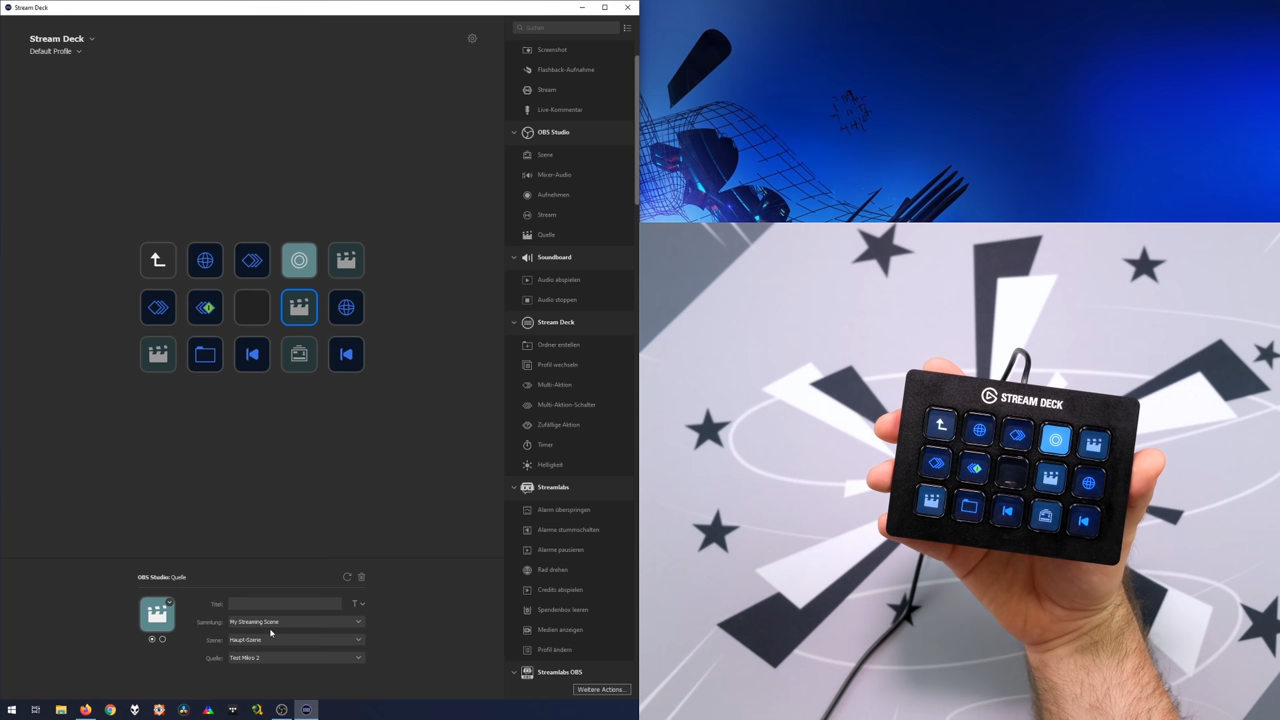 Stream Deck
Stream Deck
Default Profile
Suchen
Screenshot
Flashback-Aufnahme
Stream
Live-Kommentar
OBS Studio
Szene
Mixer-Audio
Aufnehmen
Stream
Quelle
Soundboard
Audio abspielen
Audio stoppen
Stream Deck
Ordner erstellen
Profil wechseln
Multi-Aktion
Multi-Aktion-Schalter
Zufällige Aktion
Timer
Helligkeit
Streamlabs
Alarm überspringen
Alarme stummschalten
Alarme pausieren
Rad drehen
Credits abspielen
Spendenbox leeren
Medien anzeigen
Profil ändern
Streamlabs OBS
Weitere Actions...
OBS Studio: Quelle
Titel:
T
Sammlung: My Streaming Scene
Szene: Haupt-Szene
Quelle: Test Mikro 2
STREAM DECK